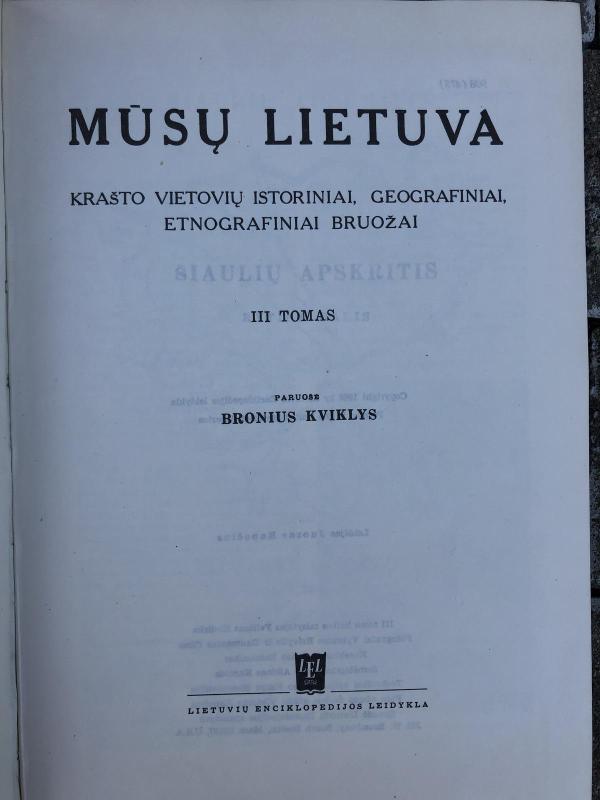 MŪSŲ LIETUVA
KRAŠTO VIETOVIŲ ISTORINIAI, GEOGRAFINIAI,
ETNOGRAFINIAI BRUOŽAI
III TOMAS
PARUOŠĖ
BRONIUS KVIKLYS
LEL
LIETUVIŲ ENCIKLOPEDIJOS LEIDYKLA